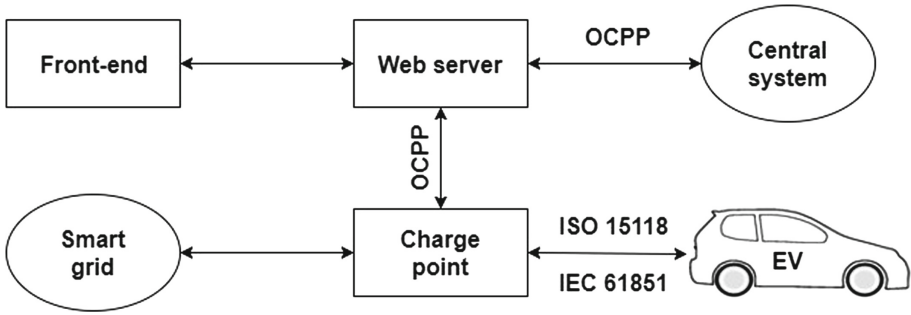 Front-end
Web server
OCPP
Central
system
OCPP
Smart
grid
Charge
point
ISO 15118
IEC 61851
EV